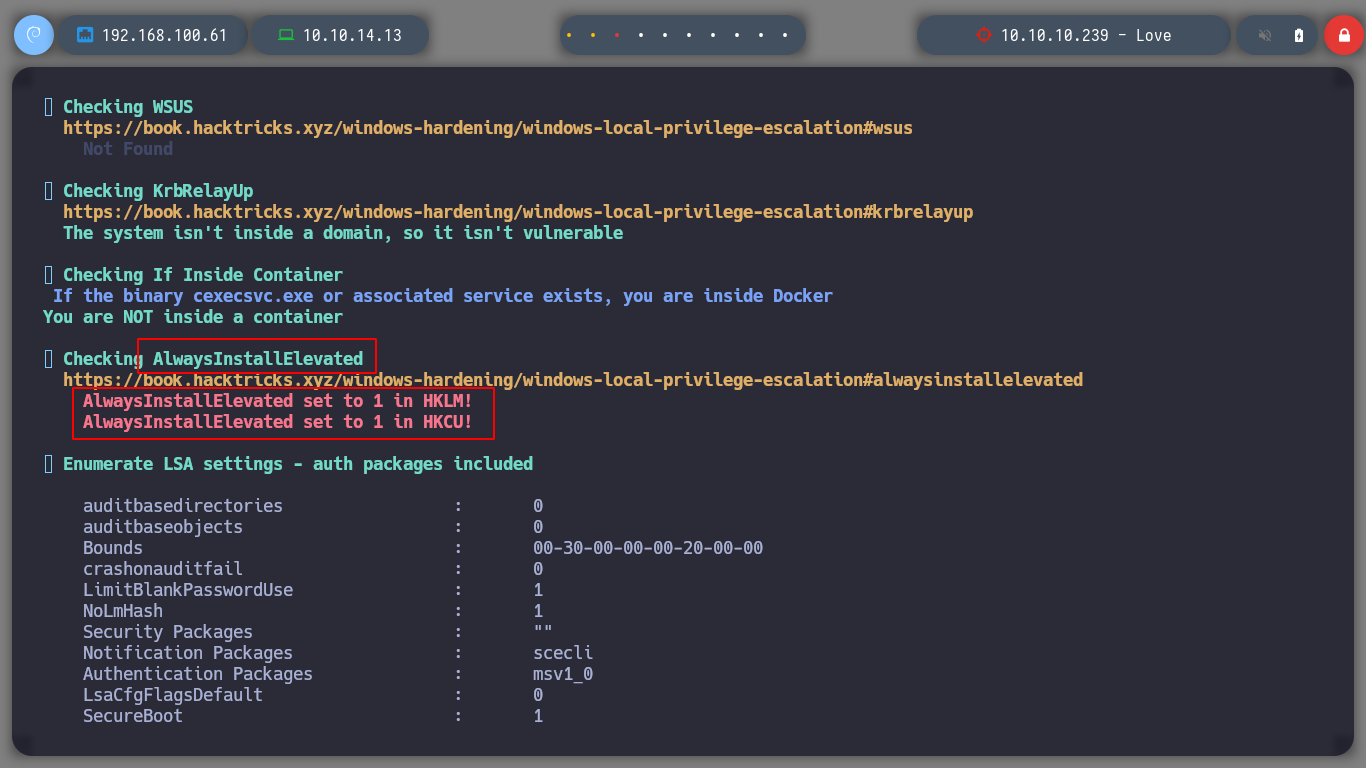 192.168.100.61 10.10.14.13 10.10.10.239 - Love
Checking WSUS
https://book.hacktricks.xyz/windows-hardening/windows-local-privilege-escalation#wsus
Not Found
Checking KrbRelayUp
https://book.hacktricks.xyz/windows-hardening/windows-local-privilege-escalation#krbrelayup
The system isn't inside a domain, so it isn't vulnerable
Checking If Inside Container
If the binary cexecsvc.exe or associated service exists, you are inside Docker
You are NOT inside a container
Checking AlwaysInstallElevated
https://book.hacktricks.xyz/windows-hardening/windows-local-privilege-escalation#alwaysinstallelevated
AlwaysInstallElevated set to 1 in HKLM!
AlwaysInstallElevated set to 1 in HKCU!
Enumerate LSA settings - auth packages included
auditbasedirectories : 0
auditbaseobjects : 0
Bounds : 00-30-00-00-00-20-00-00
crashonauditfail : 0
LimitBlankPasswordUse : 1
NoLmHash : 1
Security Packages : ""
Notification Packages : scecli
Authentication Packages : msv1_0
LsaCfgFlagsDefault : 0
SecureBoot : 1